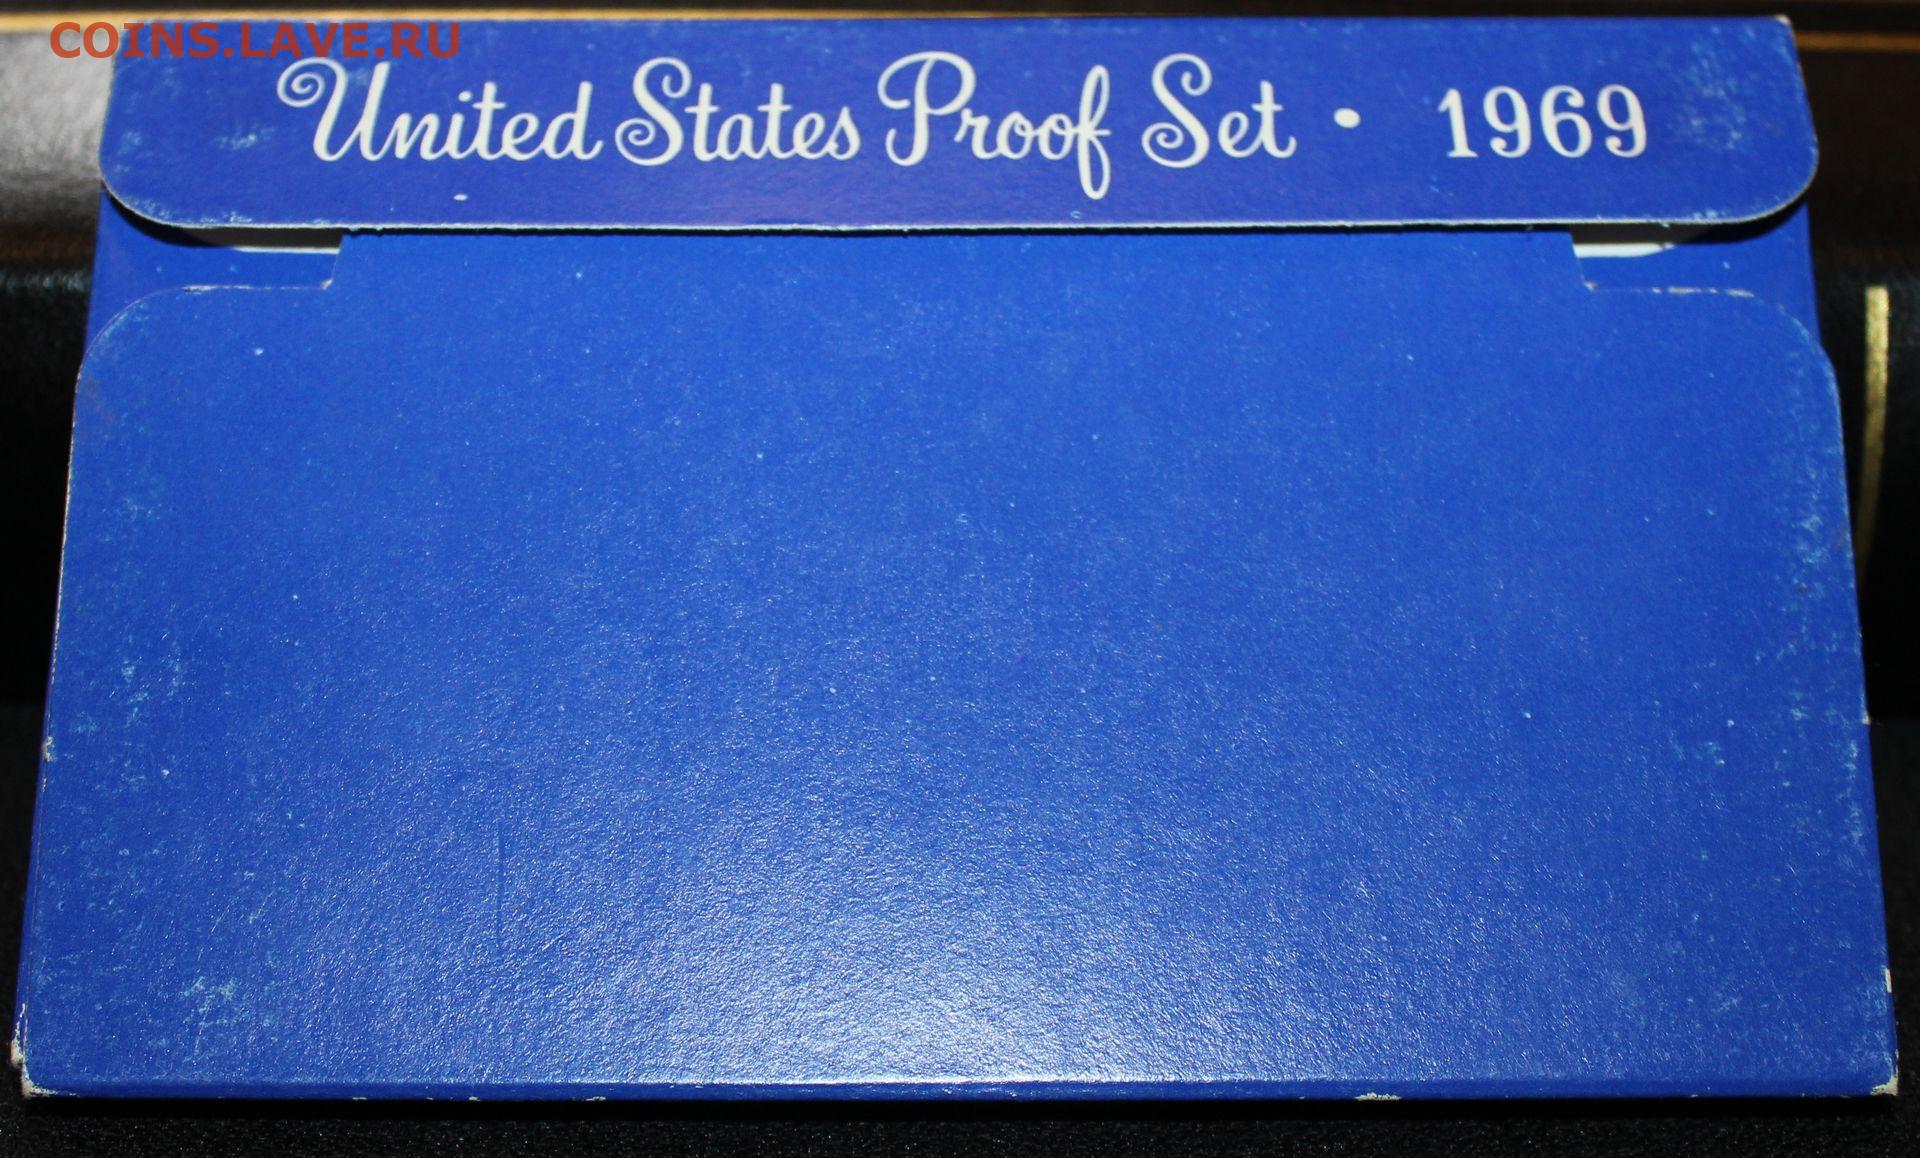 COINS.LAVE.RU
United States Proof Set • 1969